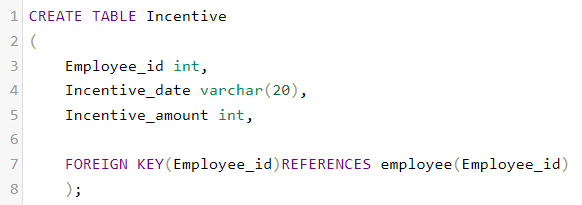 1 CREATE TABLE Incentive
2 (
3 Employee_id int,
4 Incentive_date varchar(20),
5 Incentive_amount int,
6
7 FOREIGN KEY(Employee_id)REFERENCES employee(Employee_id)
8 );